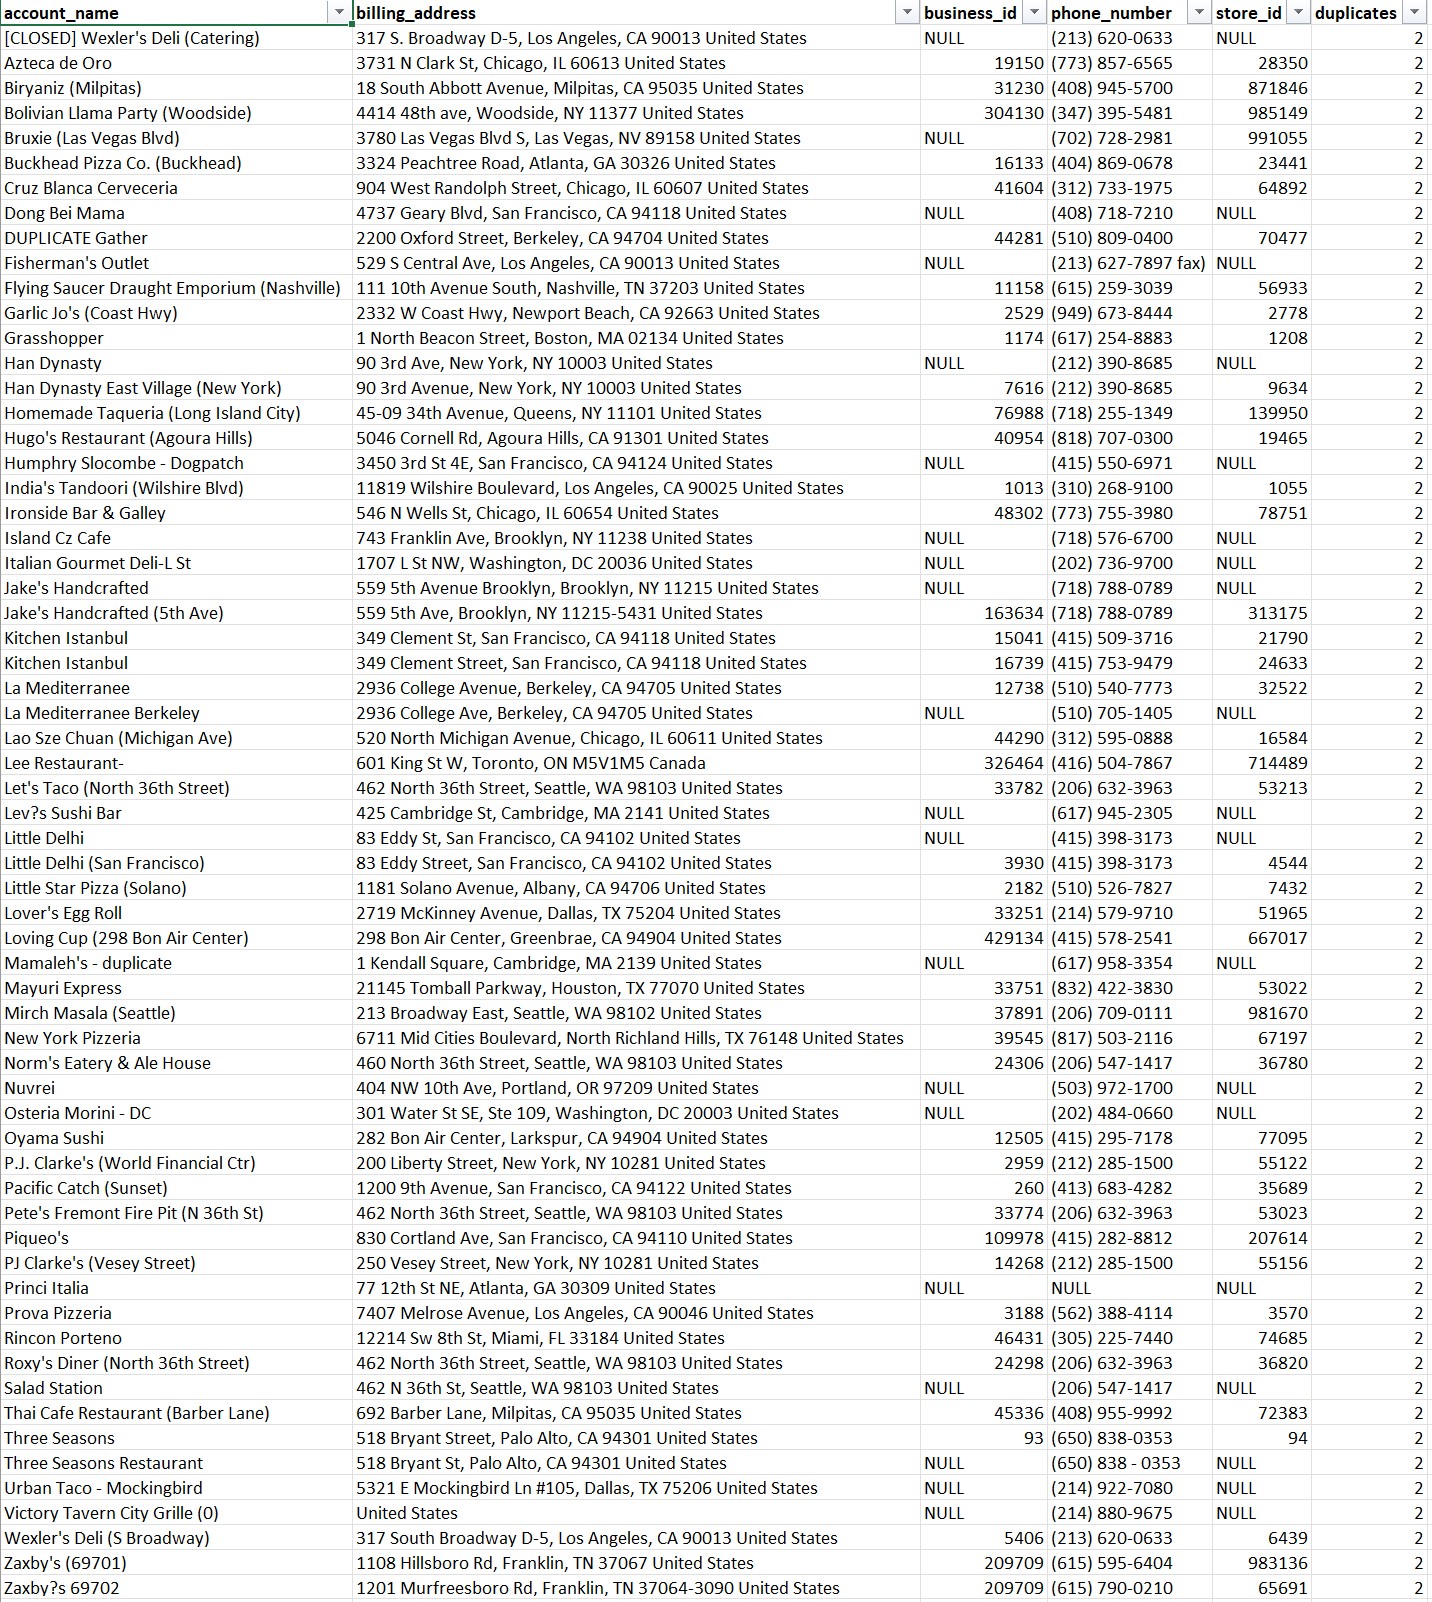 account_name billing_address business_id phone_number store_id duplicates
[CLOSED] Wexler's Deli (Catering) 317 S. Broadway D-5, Los Angeles, CA 90013 United States NULL (213) 620-0633 NULL 2
Azteca de Oro 3731 N Clark St, Chicago, IL 60613 United States 19150 (773) 857-6565 28350 2
Biryaniz (Milpitas) 18 South Abbott Avenue, Milpitas, CA 95035 United States 31230 (408) 945-5700 871846 2
Bolivian Llama Party (Woodside) 4414 48th ave, Woodside, NY 11377 United States 304130 (347) 395-5481 985149 2
Bruxie (Las Vegas Blvd) 3780 Las Vegas Blvd S, Las Vegas, NV 89158 United States NULL (702) 728-2981 991055 2
Buckhead Pizza Co. (Buckhead) 3324 Peachtree Road, Atlanta, GA 30326 United States 16133 (404) 869-0678 23441 2
Cruz Blanca Cerveceria 904 West Randolph Street, Chicago, IL 60607 United States 41604 (312) 733-1975 64892 2
Dong Bei Mama 4737 Geary Blvd, San Francisco, CA 94118 United States NULL (408) 718-7210 NULL 2
DUPLICATE Gather 2200 Oxford Street, Berkeley, CA 94704 United States 44281 (510) 809-0400 70477 2
Fisherman's Outlet 529 S Central Ave, Los Angeles, CA 90013 United States NULL (213) 627-7897 fax) NULL 2
Flying Saucer Draught Emporium (Nashville) 111 10th Avenue South, Nashville, TN 37203 United States 11158 (615) 259-3039 56933 2
Garlic Jo's (Coast Hwy) 2332 W Coast Hwy, Newport Beach, CA 92663 United States 2529 (949) 673-8444 2778 2
Grasshopper 1 North Beacon Street, Boston, MA 02134 United States 1174 (617) 254-8883 1208 2
Han Dynasty 90 3rd Ave, New York, NY 10003 United States NULL (212) 390-8685 NULL 2
Han Dynasty East Village (New York) 90 3rd Avenue, New York, NY 10003 United States 7616 (212) 390-8685 9634 2
Homemade Taqueria (Long Island City) 45-09 34th Avenue, Queens, NY 11101 United States 76988 (718) 255-1349 139950 2
Hugo's Restaurant (Agoura Hills) 5046 Cornell Rd, Agoura Hills, CA 91301 United States 40954 (818) 707-0300 19465 2
Humphry Slocombe - Dogpatch 3450 3rd St 4E, San Francisco, CA 94124 United States NULL (415) 550-6971 NULL 2
India's Tandoori (Wilshire Blvd) 11819 Wilshire Boulevard, Los Angeles, CA 90025 United States 1013 (310) 268-9100 1055 2
Ironside Bar & Galley 546 N Wells St, Chicago, IL 60654 United States 48302 (773) 755-3980 78751 2
Island Cz Cafe 743 Franklin Ave, Brooklyn, NY 11238 United States NULL (718) 576-6700 NULL 2
Italian Gourmet Deli-L St 1707 L St NW, Washington, DC 20036 United States NULL (202) 736-9700 NULL 2
Jake's Handcrafted 559 5th Avenue Brooklyn, Brooklyn, NY 11215 United States NULL (718) 788-0789 NULL 2
Jake's Handcrafted (5th Ave) 559 5th Ave, Brooklyn, NY 11215-5431 United States 163634 (718) 788-0789 313175 2
Kitchen Istanbul 349 Clement St, San Francisco, CA 94118 United States 15041 (415) 509-3716 21790 2
Kitchen Istanbul 349 Clement Street, San Francisco, CA 94118 United States 16739 (415) 753-9479 24633 2
La Mediterranee 2936 College Avenue, Berkeley, CA 94705 United States 12738 (510) 540-7773 32522 2
La Mediterranee Berkeley 2936 College Ave, Berkeley, CA 94705 United States NULL (510) 705-1405 NULL 2
Lao Sze Chuan (Michigan Ave) 520 North Michigan Avenue, Chicago, IL 60611 United States 44290 (312) 595-0888 16584 2
Lee Restaurant- 601 King St W, Toronto, ON M5V1M5 Canada 326464 (416) 504-7867 714489 2
Let's Taco (North 36th Street) 462 North 36th Street, Seattle, WA 98103 United States 33782 (206) 632-3963 53213 2
Lev?s Sushi Bar 425 Cambridge St, Cambridge, MA 2141 United States NULL (617) 945-2305 NULL 2
Little Delhi 83 Eddy St, San Francisco, CA 94102 United States NULL (415) 398-3173 NULL 2
Little Delhi (San Francisco) 83 Eddy Street, San Francisco, CA 94102 United States 3930 (415) 398-3173 4544 2
Little Star Pizza (Solano) 1181 Solano Avenue, Albany, CA 94706 United States 2182 (510) 526-7827 7432 2
Lover's Egg Roll 2719 McKinney Avenue, Dallas, TX 75204 United States 33251 (214) 579-9710 51965 2
Loving Cup (298 Bon Air Center) 298 Bon Air Center, Greenbrae, CA 94904 United States 429134 (415) 578-2541 667017 2
Mamaleh's - duplicate 1 Kendall Square, Cambridge, MA 2139 United States NULL (617) 958-3354 NULL 2
Mayuri Express 21145 Tomball Parkway, Houston, TX 77070 United States 33751 (832) 422-3830 53022 2
Mirch Masala (Seattle) 213 Broadway East, Seattle, WA 98102 United States 37891 (206) 709-0111 981670 2
New York Pizzeria 6711 Mid Cities Boulevard, North Richland Hills, TX 76148 United States 39545 (817) 503-2116 67197 2
Norm's Eatery & Ale House 460 North 36th Street, Seattle, WA 98103 United States 24306 (206) 547-1417 36780 2
Nuvrei 404 NW 10th Ave, Portland, OR 97209 United States NULL (503) 972-1700 NULL 2
Osteria Morini - DC 301 Water St SE, Ste 109, Washington, DC 20003 United States NULL (202) 484-0660 NULL 2
Oyama Sushi 282 Bon Air Center, Larkspur, CA 94904 United States 12505 (415) 295-7178 77095 2
P.J. Clarke's (World Financial Ctr) 200 Liberty Street, New York, NY 10281 United States 2959 (212) 285-1500 55122 2
Pacific Catch (Sunset) 1200 9th Avenue, San Francisco, CA 94122 United States 260 (413) 683-4282 35689 2
Pete's Fremont Fire Pit (N 36th St) 462 North 36th Street, Seattle, WA 98103 United States 33774 (206) 632-3963 53023 2
Piqueo's 830 Cortland Ave, San Francisco, CA 94110 United States 109978 (415) 282-8812 207614 2
PJ Clarke's (Vesey Street) 250 Vesey Street, New York, NY 10281 United States 14268 (212) 285-1500 55156 2
Princi Italia 77 12th St NE, Atlanta, GA 30309 United States NULL NULL NULL 2
Prova Pizzeria 7407 Melrose Avenue, Los Angeles, CA 90046 United States 3188 (562) 388-4114 3570 2
Rincon Porteno 12214 Sw 8th St, Miami, FL 33184 United States 46431 (305) 225-7440 74685 2
Roxy's Diner (North 36th Street) 462 North 36th Street, Seattle, WA 98103 United States 24298 (206) 632-3963 36820 2
Salad Station 462 N 36th St, Seattle, WA 98103 United States NULL (206) 547-1417 NULL 2
Thai Cafe Restaurant (Barber Lane) 692 Barber Lane, Milpitas, CA 95035 United States 45336 (408) 955-9992 72383 2
Three Seasons 518 Bryant Street, Palo Alto, CA 94301 United States 93 (650) 838-0353 94 2
Three Seasons Restaurant 518 Bryant St, Palo Alto, CA 94301 United States NULL (650) 838 - 0353 NULL 2
Urban Taco - Mockingbird 5321 E Mockingbird Ln #105, Dallas, TX 75206 United States NULL (214) 922-7080 NULL 2
Victory Tavern City Grille (0) United States NULL (214) 880-9675 NULL 2
Wexler's Deli (S Broadway) 317 South Broadway D-5, Los Angeles, CA 90013 United States 5406 (213) 620-0633 6439 2
Zaxby's (69701) 1108 Hillsboro Rd, Franklin, TN 37067 United States 209709 (615) 595-6404 983136 2
Zaxby?s 69702 1201 Murfreesboro Rd, Franklin, TN 37064-3090 United States 209709 (615) 790-0210 65691 2